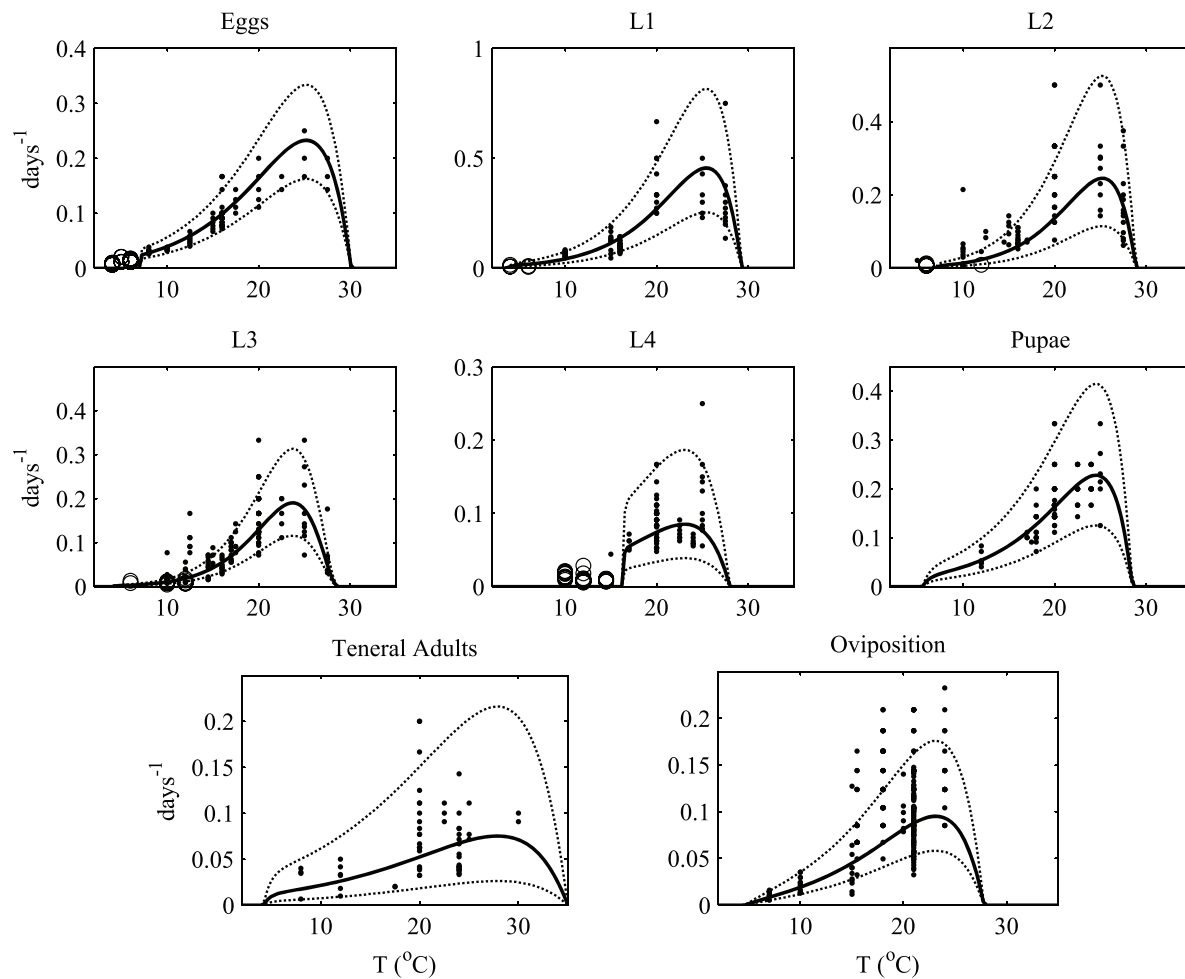 Eggs L1 L2
0.4 1
0.3 0.4
days⁻¹ 0.2 0.5
0.1 0.2
0 0 0
10 20 30 10 20 30 10 20 30
L3 L4 Pupae
0.3
0.4 0.4
days⁻¹ 0.3 0.2 0.3
0.2 0.2
0.1 0.1 0.1
0 0 0
10 20 30 10 20 30 10 20 30
Teneral Adults Oviposition
0.2 0.2
days⁻¹ 0.15 0.15
0.1 0.1
0.05 0.05
0 0
10 20 30 10 20 30
T (°C) T (°C)